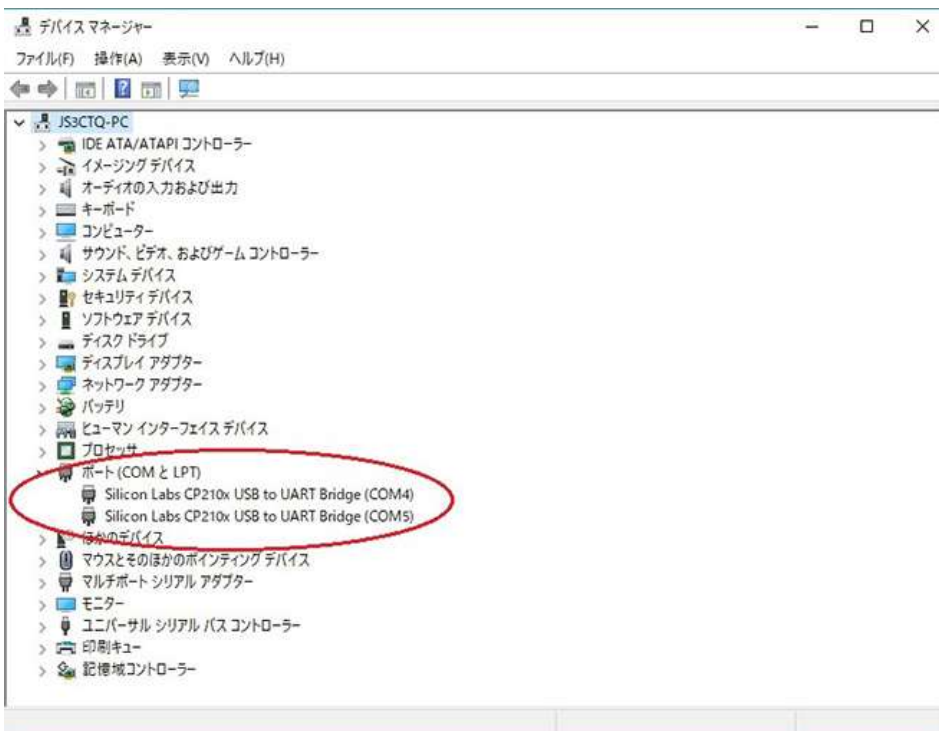 デバイス マネージャー
ファイル(F) 操作(A) 表示(V) ヘルプ(H)
JS3CTQ-PC
IDE ATA/ATAPI コントローラー
イメージング デバイス
オーディオの入力および出力
キーボード
コンピューター
サウンド、ビデオ、およびゲーム コントローラー
システム デバイス
セキュリティ デバイス
ソフトウェア デバイス
ディスク ドライブ
ディスプレイ アダプター
ネットワーク アダプター
バッテリ
ヒューマン インターフェイス デバイス
プロセッサ
ポート (COM と LPT)
Silicon Labs CP210x USB to UART Bridge (COM4)
Silicon Labs CP210x USB to UART Bridge (COM5)
ほかのデバイス
マウスとそのほかのポインティング デバイス
マルチポート シリアル アダプター
モニター
ユニバーサル シリアル バス コントローラー
印刷キュー
記憶域コントローラー